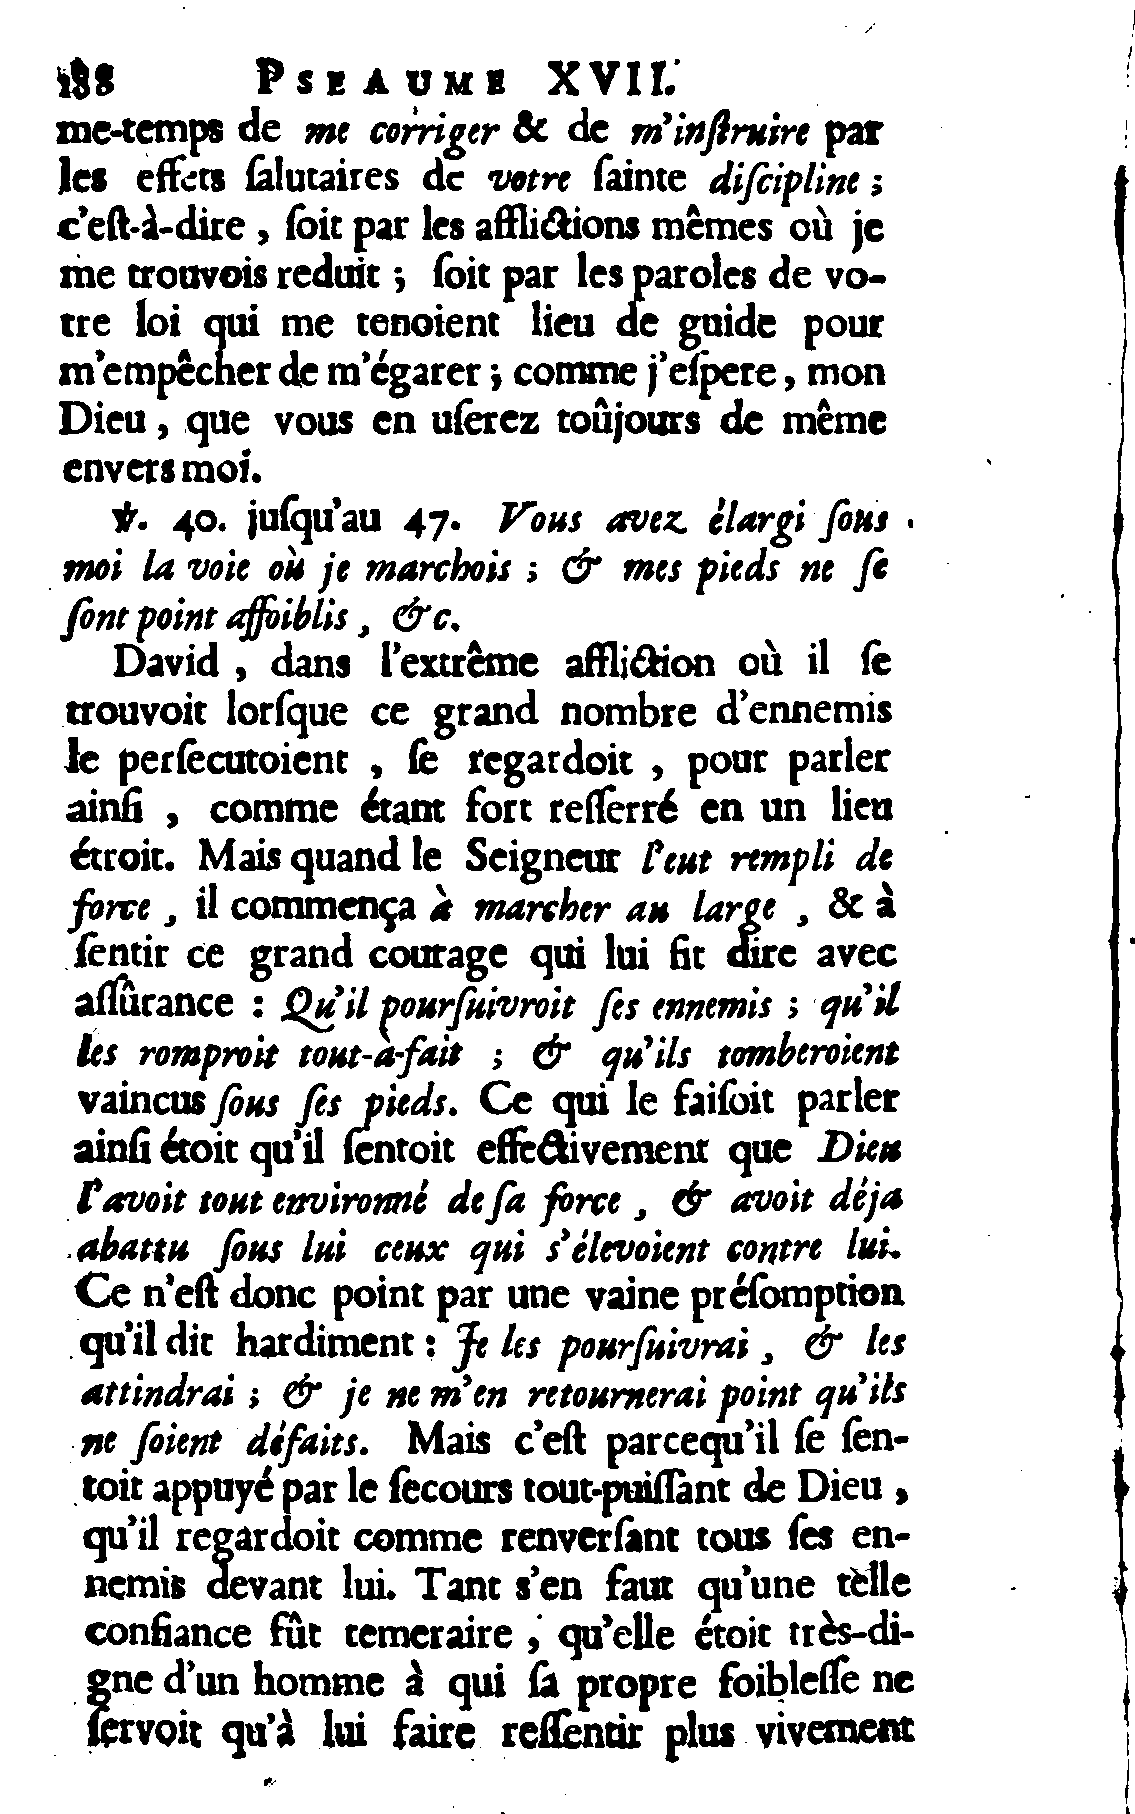 188 PSEAUME XVII.
me-temps de me corriger & de m'inſtruire par
les effets ſalutaires de votre ſainte diſcipline ;
c'eſt-à-dire , ſoit par les afflictions mêmes où je
me trouvois reduit ; ſoit par les paroles de vo-
tre loi qui me tenoient lieu de guide pour
m'empêcher de m'égarer ; comme j'eſpere , mon
Dieu , que vous en uſerez toûjours de même
envers moi.
℣. 40. juſqu'au 47. Vous avez élargi ſous
moi la voie où je marchois ; & mes pieds ne ſe
ſont point affoiblis , &c.
David , dans l'extrême affliction où il ſe
trouvoit lorſque ce grand nombre d'ennemis
le perſecutoient , ſe regardoit , pour parler
ainſi , comme étant fort reſſerré en un lieu
étroit. Mais quand le Seigneur l'eut rempli de
force , il commença à marcher au large , & à
ſentir ce grand courage qui lui fit dire avec
aſſûrance : Qu'il pourſuivroit ſes ennemis ; qu'il
les romproit tout-à-fait ; & qu'ils tomberoient
vaincus ſous ſes pieds. Ce qui le faiſoit parler
ainſi étoit qu'il ſentoit effectivement que Dieu
l'avoit tout environné de ſa force , & avoit déja
abattu ſous lui ceux qui s'élevoient contre lui.
Ce n'eſt donc point par une vaine préſomption
qu'il dit hardiment : Je les pourſuivrai , & les
attindrai ; & je ne m'en retournerai point qu'ils
ne ſoient défaits. Mais c'eſt parcequ'il ſe ſen-
toit appuyé par le ſecours tout-puiſſant de Dieu ,
qu'il regardoit comme renverſant tous ſes en-
nemis devant lui. Tant s'en faut qu'une telle
confiance fût temeraire , qu'elle étoit très-di-
gne d'un homme à qui ſa propre foibleſſe ne
ſervoit qu'à lui faire reſſentir plus vivement